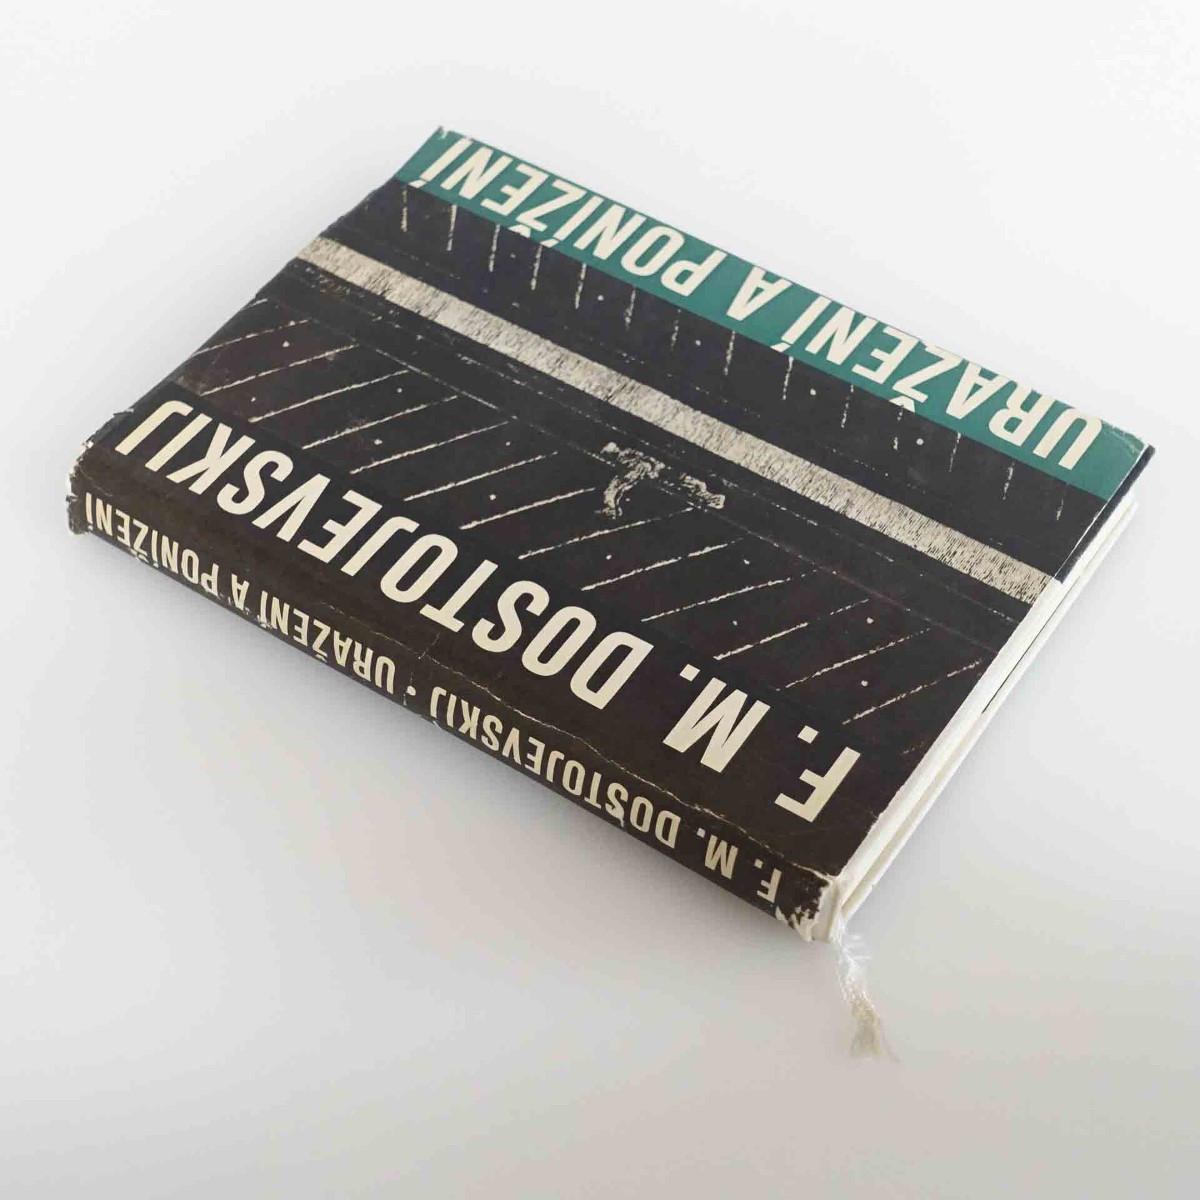 F. M. DOSTOJEVSKIJ
URAŽENÍ A PONÍŽENÍ
F. M. DOSTOJEVSKIJ · URAŽENÍ A PONÍŽENÍ